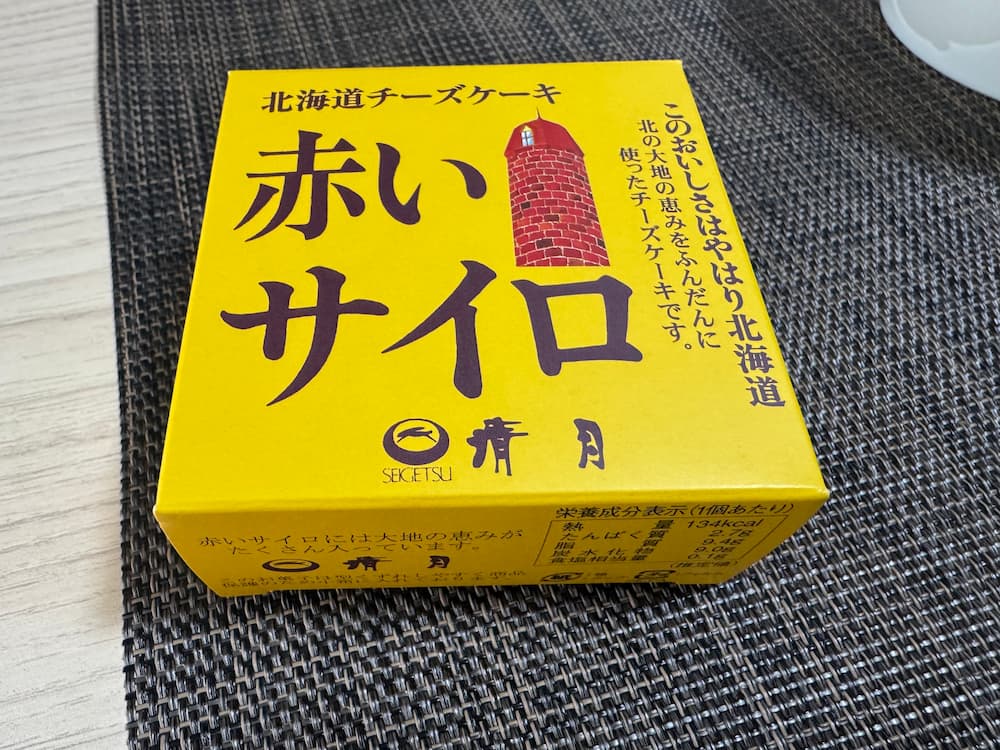 北海道チーズケーキ
赤い
サイロ
このおいしさはやはり北海道
北の大地の恵みをふんだんに
使ったチーズケーキです。
SEIGETSU
清月
赤いサイロには大地の恵みが
たくさん入っています。
清月
栄養成分表示(1個あたり)
熱量 134kcal
たんぱく質 2.7g
脂質 9.4g
炭水化物 9.0g
食塩相当量 0.1g
(推定値)